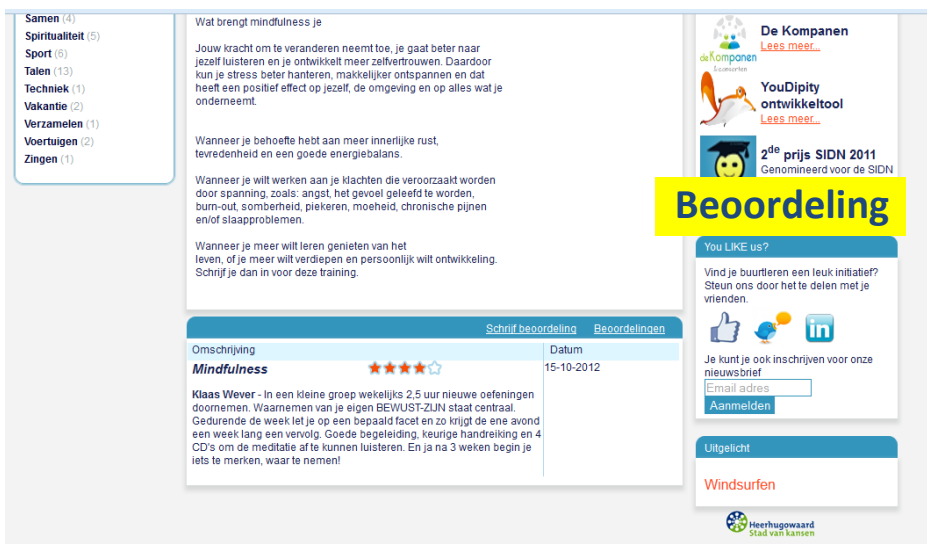 Samen (4)
Spiritualiteit (5)
Sport (6)
Talen (13)
Techniek (1)
Vakantie (2)
Verzamelen (1)
Voertuigen (2)
Zingen (1)
Wat brengt mindfulness je
Jouw kracht om te veranderen neemt toe, je gaat beter naar
jezelf luisteren en je ontwikkelt meer zelfvertrouwen. Daardoor
kun je stress beter hanteren, makkelijker ontspannen en dat
heeft een positief effect op jezelf, de omgeving en op alles wat je
onderneemt.
Wanneer je behoefte hebt aan meer innerlijke rust,
tevredenheid en een goede energiebalans.
Wanneer je wilt werken aan je klachten die veroorzaakt worden
door spanning, zoals: angst, het gevoel geleefd te worden,
burn-out, somberheid, piekeren, moeheid, chronische pijnen
en/of slaapproblemen.
Wanneer je meer wilt leren genieten van het
leven, of je meer wilt verdiepen en persoonlijk wilt ontwikkeling.
Schrijf je dan in voor deze training.
Schrijf beoordeling Beoordelingen
Omschrijving Datum
Mindfulness 15-10-2012
Klaas Wever - In een kleine groep wekelijks 2,5 uur nieuwe oefeningen
doornemen. Waarnemen van je eigen BEWUST-ZIJN staat centraal.
Gedurende de week let je op een bepaald facet en zo krijgt de ene avond
een week lang een vervolg. Goede begeleiding, keurige handreiking en 4
CD's om de meditatie af te kunnen luisteren. En ja na 3 weken begin je
iets te merken, waar te nemen!
deKompanen
&consorten
De Kompanen
Lees meer...
YouDipity
ontwikkeltool
Lees meer...
2de prijs SIDN 2011
Genomineerd voor de SIDN
Beoordeling
You LIKE us?
Vind je buurtleren een leuk initiatief?
Steun ons door het te delen met je
vrienden.
in
Je kunt je ook inschrijven voor onze
nieuwsbrief
Email adres
Aanmelden
Uitgelicht
Windsurfen
Heerhugowaard
Stad van kansen